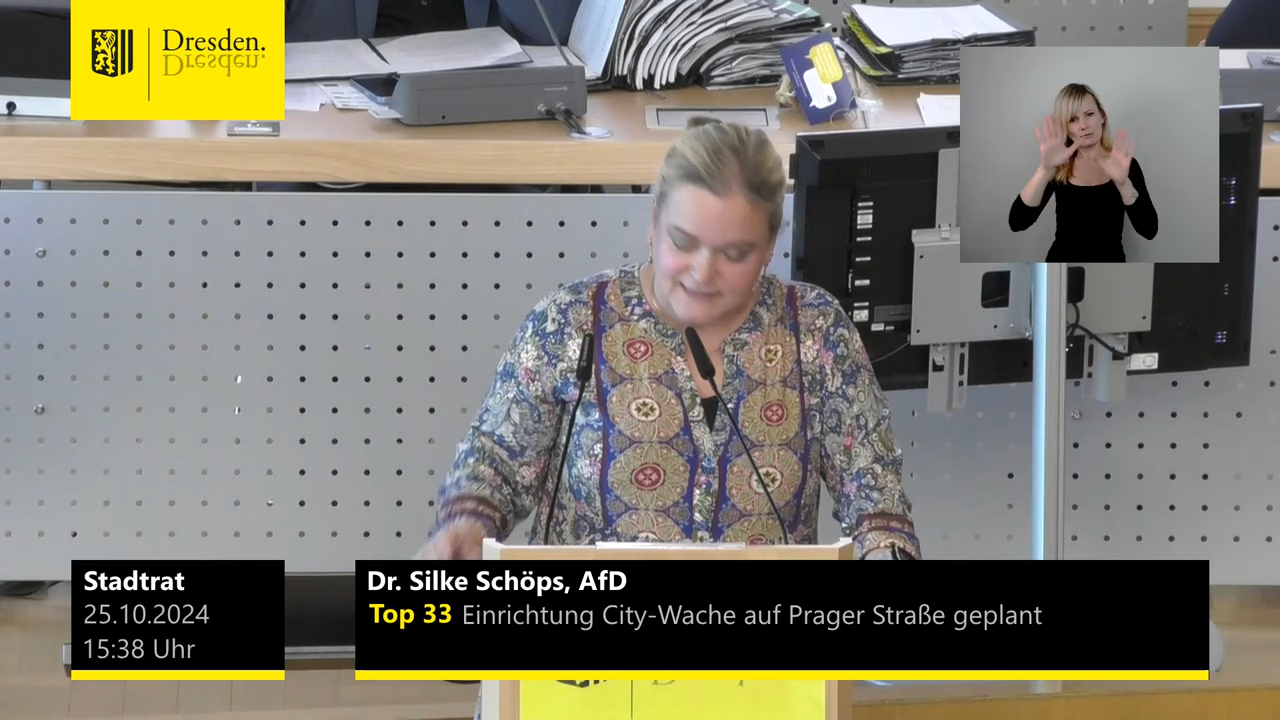 Dresden.
Dresden.
Stadtrat
25.10.2024
15:38 Uhr
Dr. Silke Schöps, AfD
Top 33 Einrichtung City-Wache auf Prager Straße geplant